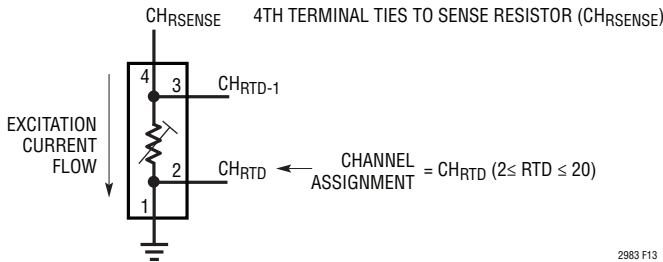 CHRSENSE 4TH TERMINAL TIES TO SENSE RESISTOR (CHRSENSE)
4
3 CHRTD-1
EXCITATION
CURRENT
FLOW
2 CHRTD
CHANNEL
ASSIGNMENT = CHRTD (2≤ RTD ≤ 20)
1
2983 F13